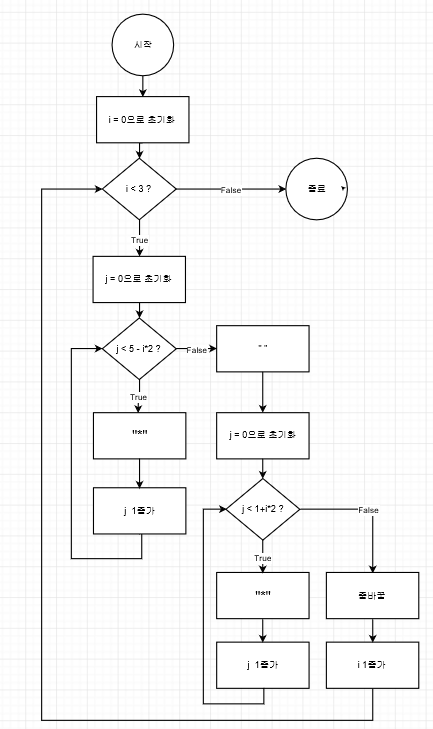 시작
i = 0으로 초기화
i < 3 ?
False
종료
True
j = 0으로 초기화
j < 5 - i*2 ?
False
" "
True
"*"
j = 0으로 초기화
j 1증가
j < 1+i*2 ?
False
True
"*"
줄바꿈
j 1증가
i 1증가